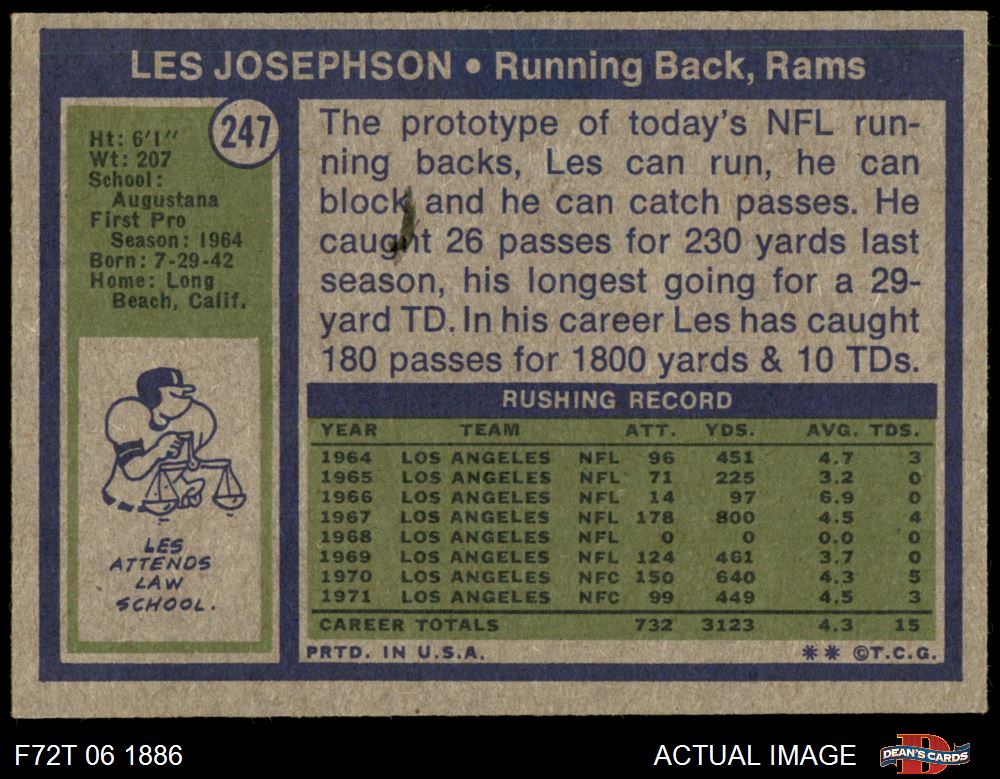 LES JOSEPHSON • Running Back, Rams
247
Ht: 6'1"
Wt: 207
School:
Augustana
First Pro
Season: 1964
Born: 7-29-42
Home: Long
Beach, Calif.
LES
ATTENDS
LAW
SCHOOL.
The prototype of today's NFL run-
ning backs, Les can run, he can
block and he can catch passes. He
caught 26 passes for 230 yards last
season, his longest going for a 29-
yard TD. In his career Les has caught
180 passes for 1800 yards & 10 TDs.
RUSHING RECORD
YEAR TEAM ATT. YDS. AVG. TDS.
1964 LOS ANGELES NFL 96 451 4.7 3
1965 LOS ANGELES NFL 71 225 3.2 0
1966 LOS ANGELES NFL 14 97 6.9 0
1967 LOS ANGELES NFL 178 800 4.5 4
1968 LOS ANGELES NFL 0 0 0.0 0
1969 LOS ANGELES NFL 124 461 3.7 0
1970 LOS ANGELES NFC 150 640 4.3 5
1971 LOS ANGELES NFC 99 449 4.5 3
CAREER TOTALS 732 3123 4.3 15
PRTD. IN U.S.A. ** ©T.C.G.
F72T 06 1886 ACTUAL IMAGE DEAN'S CARDS